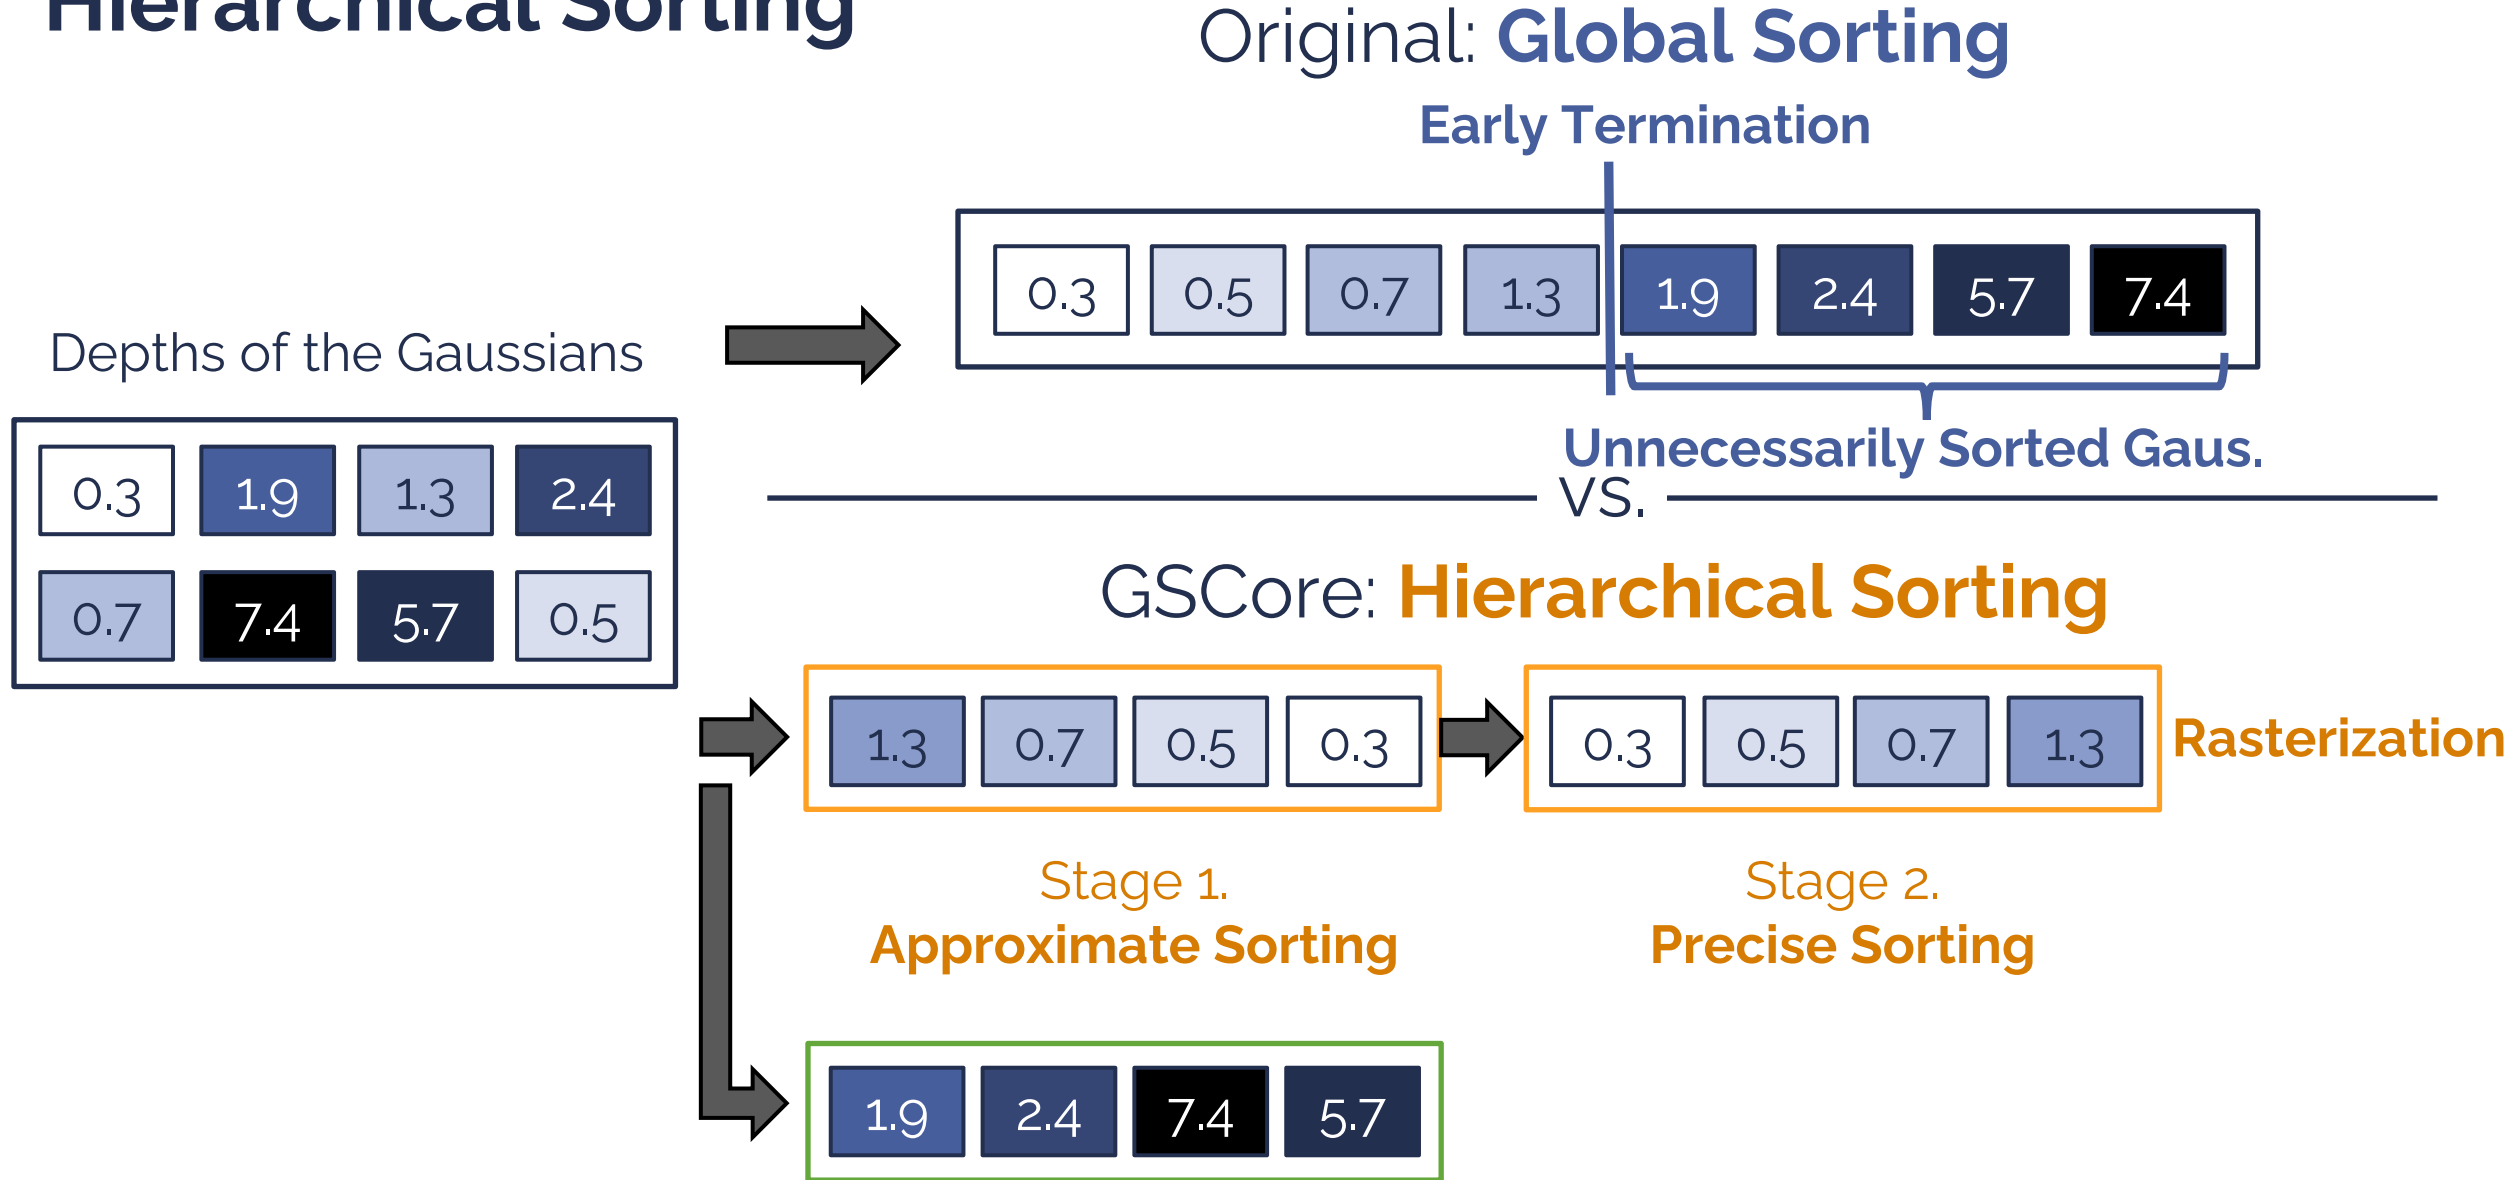 Hierarchical Sorting
Original: Global Sorting
Early Termination
0.3 0.5 0.7 1.3 1.9 2.4 5.7 7.4
Unnecessarily Sorted Gaus.
Depths of the Gaussians
0.3 1.9 1.3 2.4
0.7 7.4 5.7 0.5
VS.
GSCore: Hierarchical Sorting
1.3 0.7 0.5 0.3
0.3 0.5 0.7 1.3
Rasterization
Stage 1.
Approximate Sorting
Stage 2.
Precise Sorting
1.9 2.4 7.4 5.7